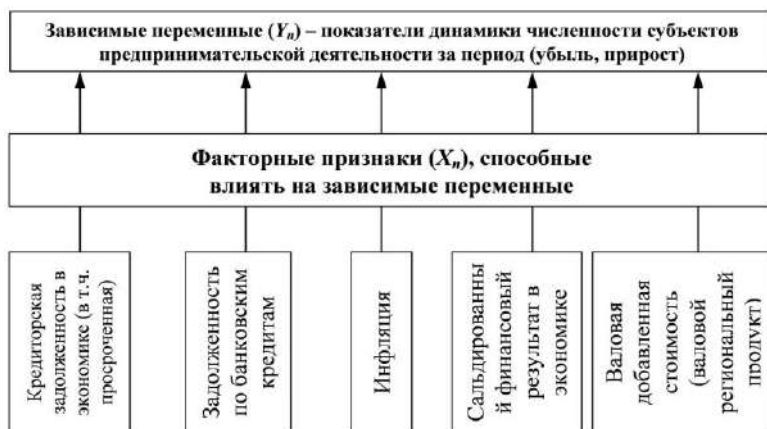 Зависимые переменные (Yn) – показатели динамики численности субъектов
предпринимательской деятельности за период (убыль, прирост)
Факторные признаки (Xn), способные
влиять на зависимые переменные
Кредиторская
задолженность в
экономике (в т.ч.
просроченная)
Задолженность
по банковским
кредитам
Инфляция
Сальдированны
й финансовый
результат в
экономике
Валовая
добавленная
стоимость
(валовой
региональный
продукт)